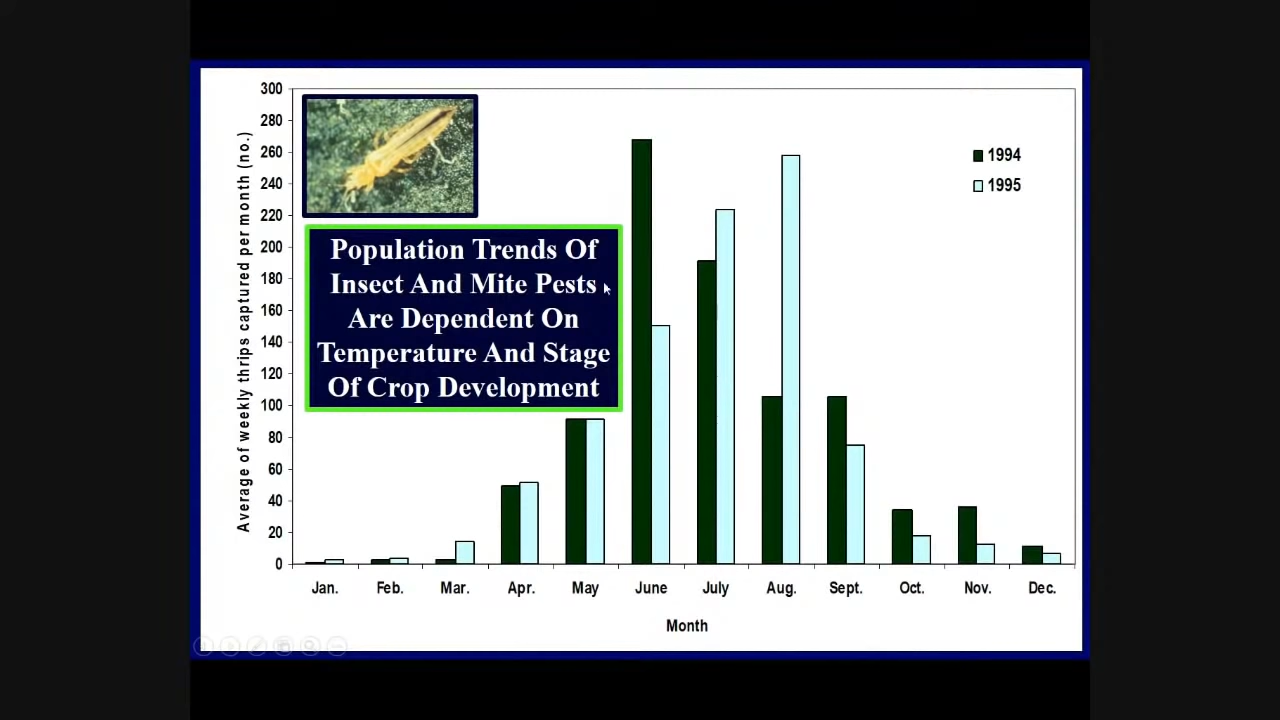 300
280
260
240
220
200
180
160
140
120
100
80
60
40
20
0
Average of weekly thrips captured per month (no.)
1994
1995
Population Trends Of
Insect And Mite Pests
Are Dependent On
Temperature And Stage
Of Crop Development
Jan. Feb. Mar. Apr. May June July Aug. Sept. Oct. Nov. Dec.
Month